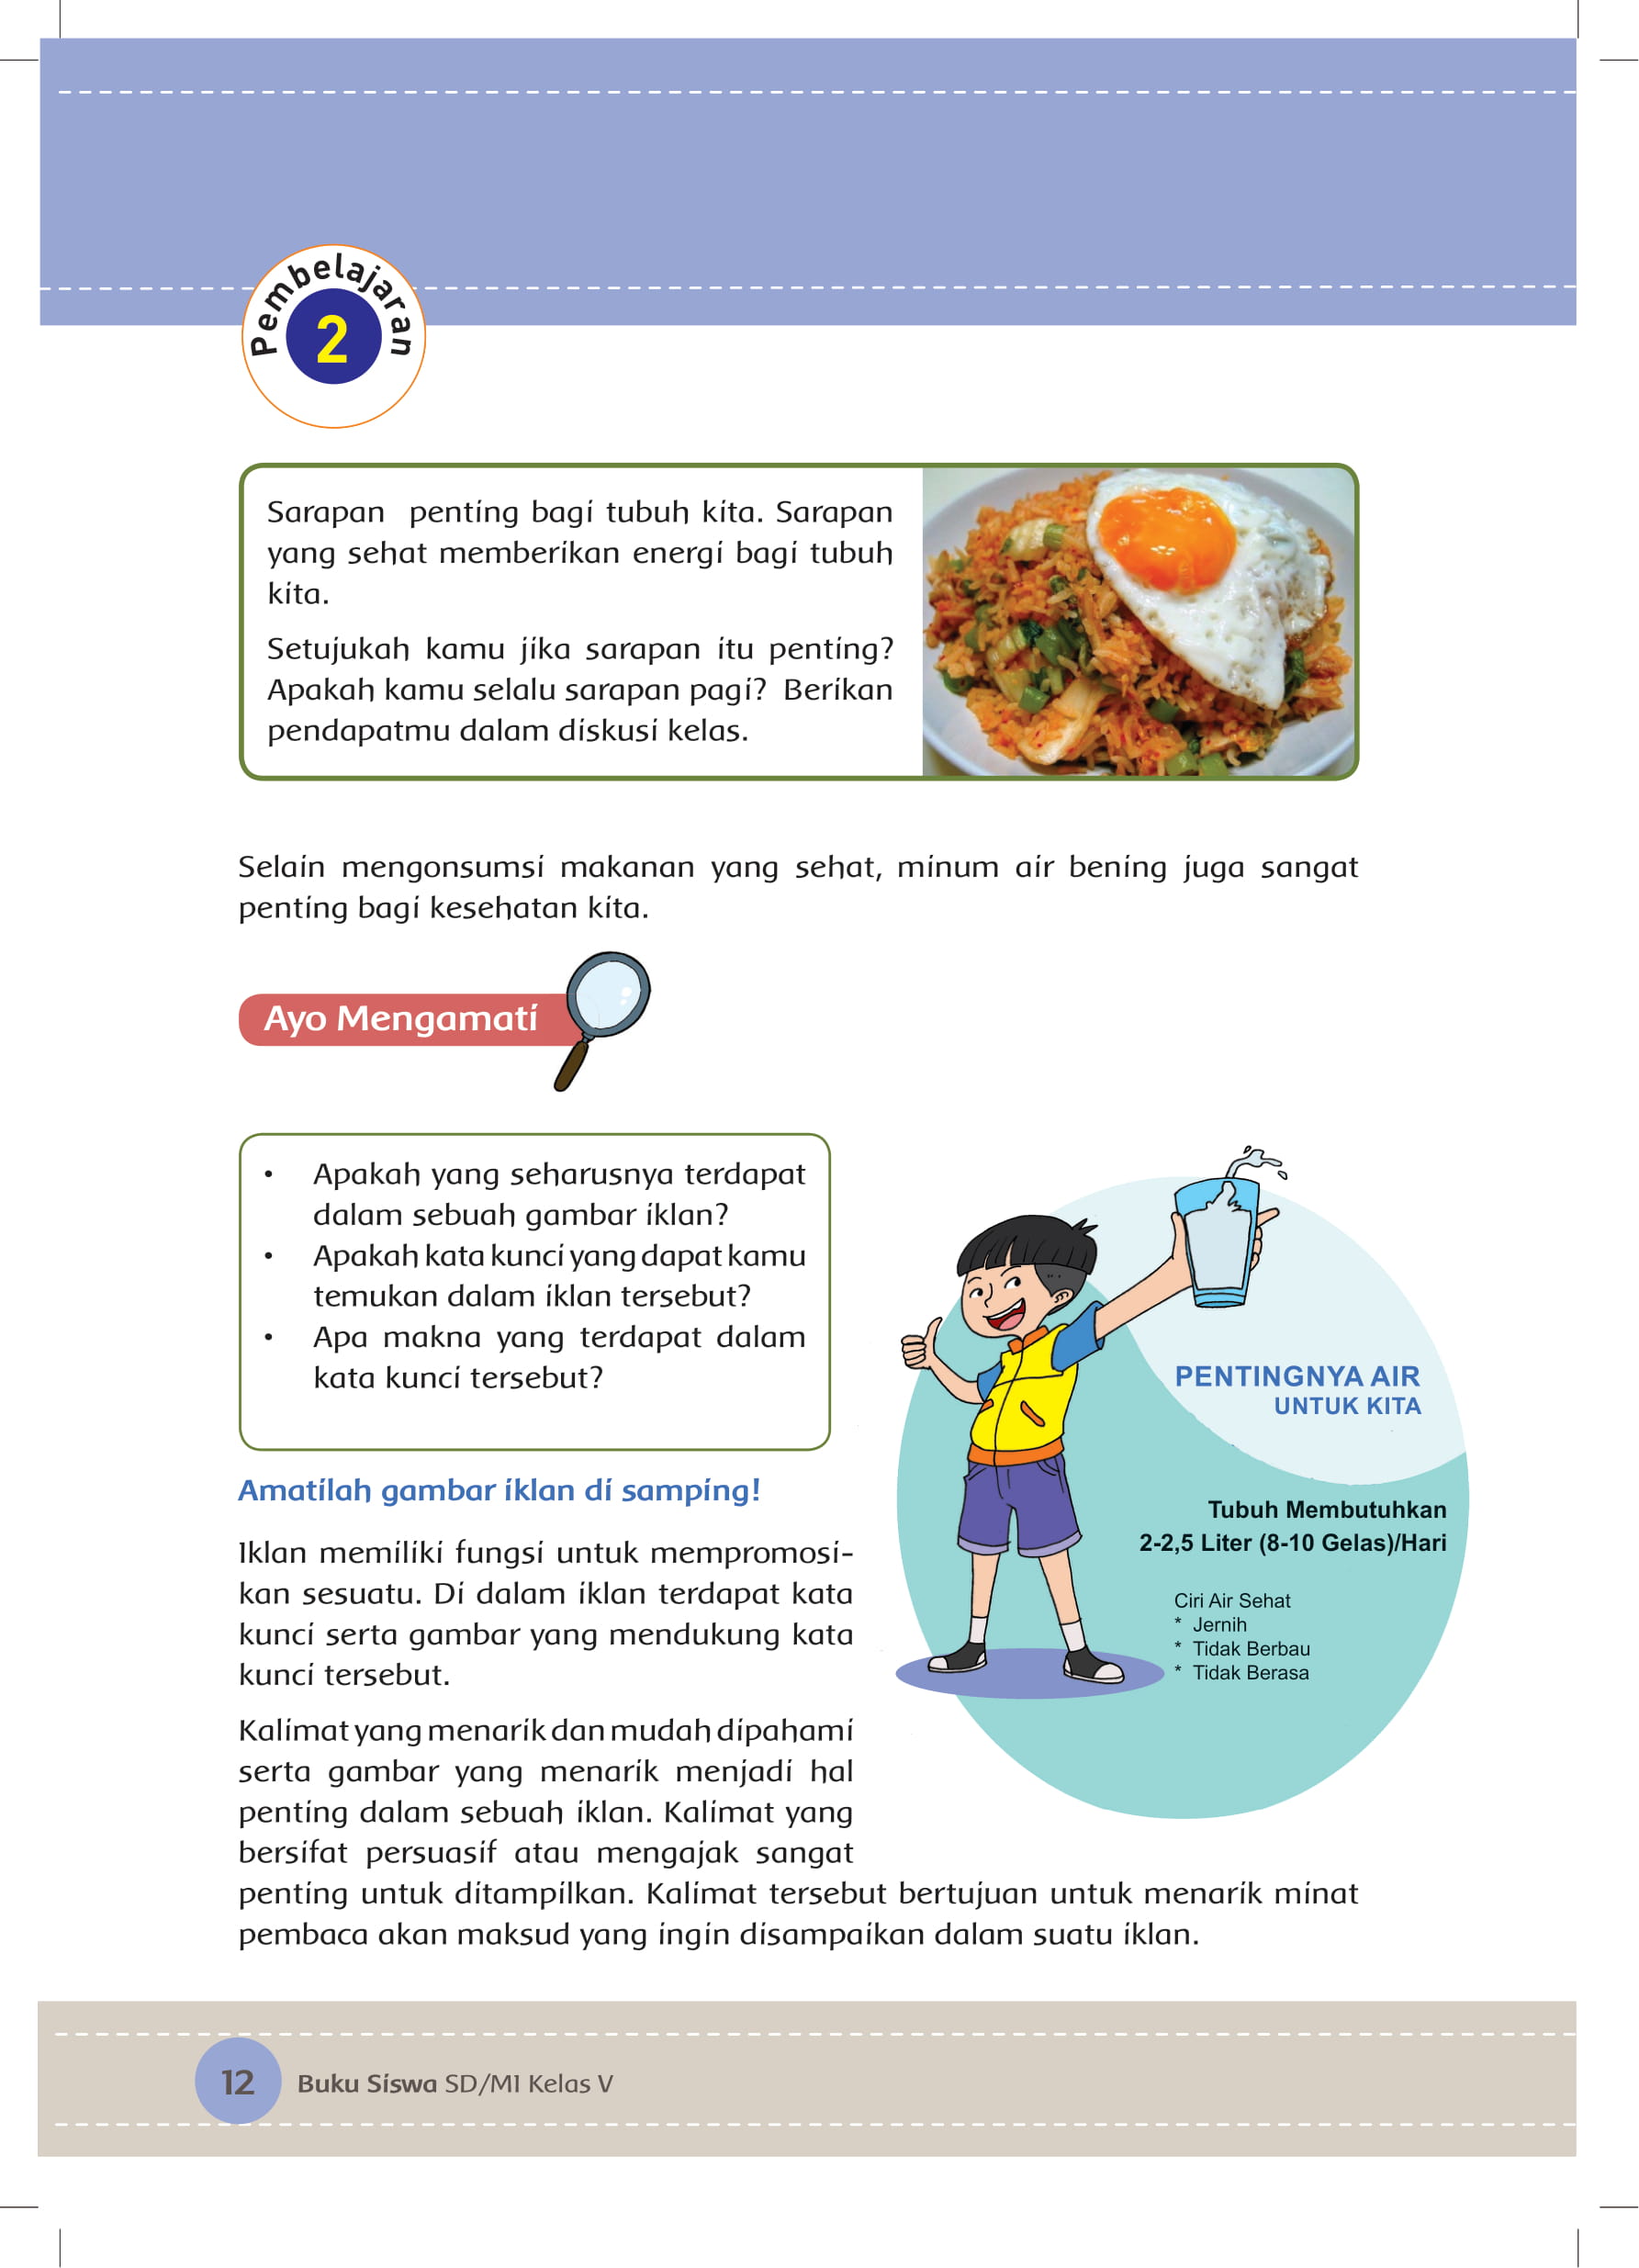 Pembelajaran
2
Sarapan penting bagi tubuh kita. Sarapan
yang sehat memberikan energi bagi tubuh
kita.
Setujukah kamu jika sarapan itu penting?
Apakah kamu selalu sarapan pagi? Berikan
pendapatmu dalam diskusi kelas.
Selain mengonsumsi makanan yang sehat, minum air bening juga sangat
penting bagi kesehatan kita.
Ayo Mengamati
• Apakah yang seharusnya terdapat
dalam sebuah gambar iklan?
• Apakah kata kunci yang dapat kamu
temukan dalam iklan tersebut?
• Apa makna yang terdapat dalam
kata kunci tersebut?
PENTINGNYA AIR
UNTUK KITA
Tubuh Membutuhkan
2-2,5 Liter (8-10 Gelas)/Hari
Ciri Air Sehat
* Jernih
* Tidak Berbau
* Tidak Berasa
Amatilah gambar iklan di samping!
Iklan memiliki fungsi untuk mempromosi-
kan sesuatu. Di dalam iklan terdapat kata
kunci serta gambar yang mendukung kata
kunci tersebut.
Kalimat yang menarik dan mudah dipahami
serta gambar yang menarik menjadi hal
penting dalam sebuah iklan. Kalimat yang
bersifat persuasif atau mengajak sangat
penting untuk ditampilkan. Kalimat tersebut bertujuan untuk menarik minat
pembaca akan maksud yang ingin disampaikan dalam suatu iklan.
12
Buku Siswa SD/MI Kelas V